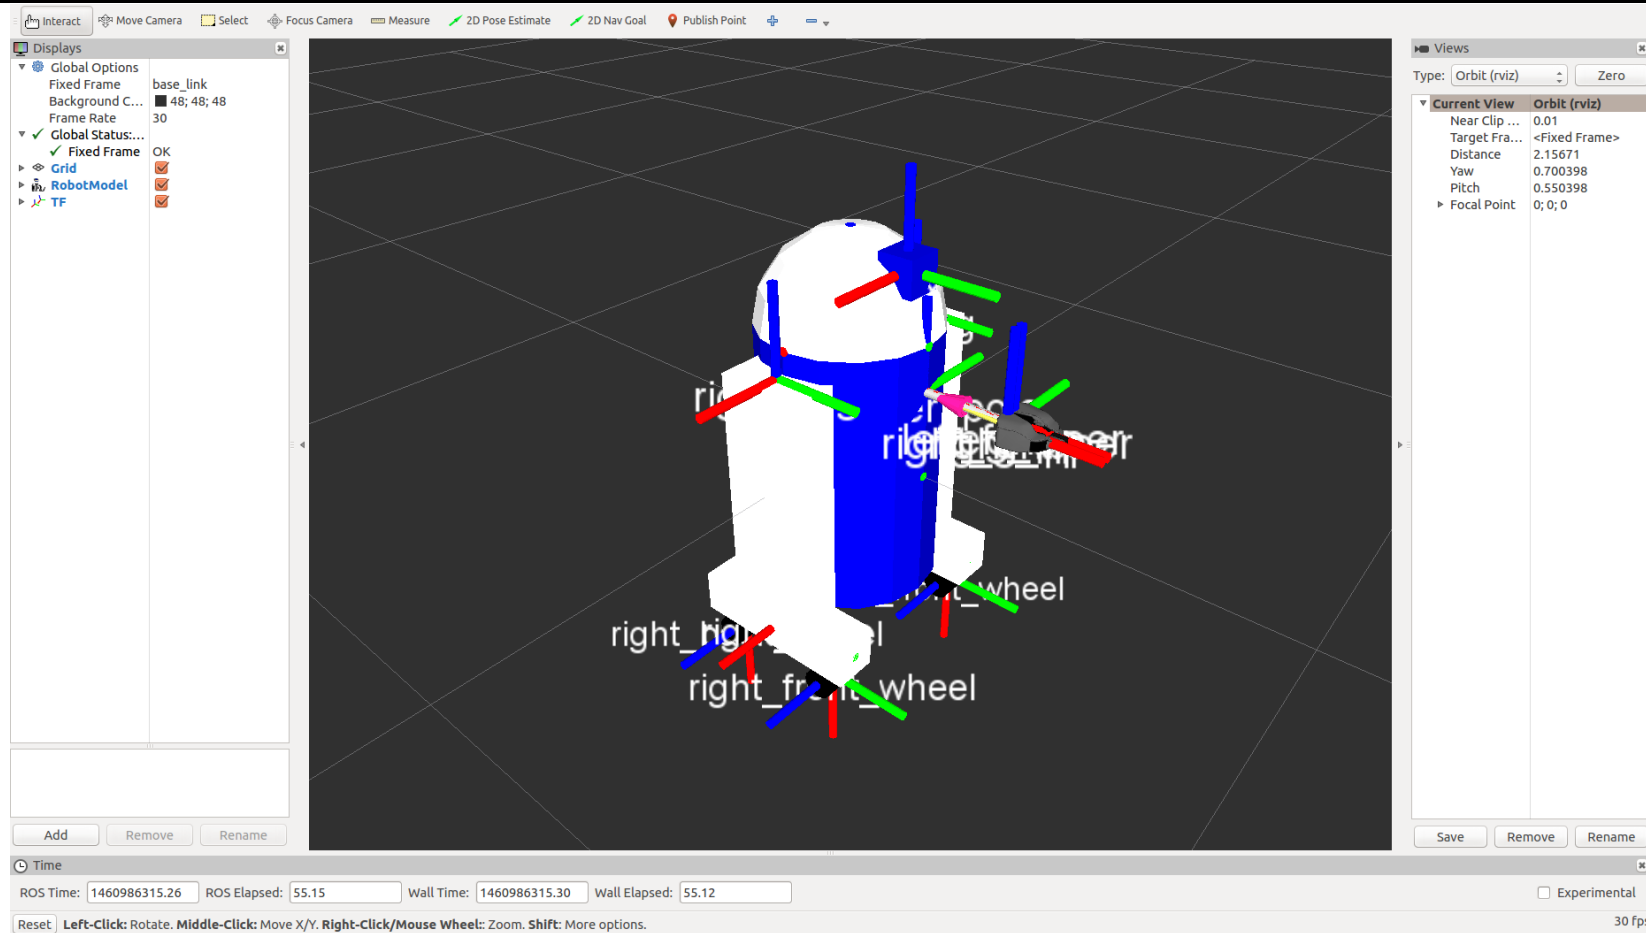 Interact Move Camera Select Focus Camera Measure 2D Pose Estimate 2D Nav Goal Publish Point
Displays
Global Options
Fixed Frame base_link
Background C... 48; 48; 48
Frame Rate 30
Global Status:...
Fixed Frame OK
Grid
RobotModel
TF
Add Remove Rename
right_front_wheel
Views
Type: Orbit (rviz) Zero
Current View Orbit (rviz)
Near Clip ... 0.01
Target Fra... <Fixed Frame>
Distance 2.15671
Yaw 0.700398
Pitch 0.550398
Focal Point 0; 0; 0
Save Remove Rename
Time
ROS Time: 1460986315.26 ROS Elapsed: 55.15 Wall Time: 1460986315.30 Wall Elapsed: 55.12 Experimental
Reset Left-Click: Rotate. Middle-Click: Move X/Y. Right-Click/Mouse Wheel:: Zoom. Shift: More options. 30 fps